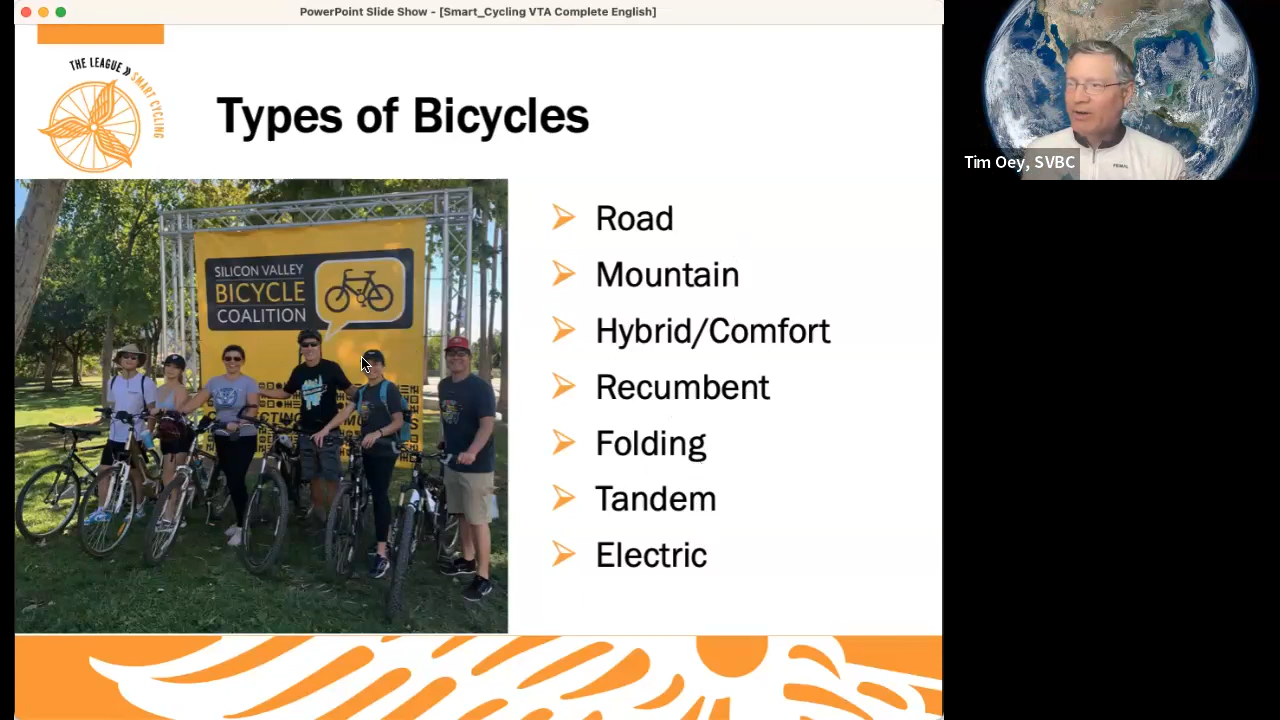 PowerPoint Slide Show - [Smart_Cycling VTA Complete English]
THE LEAGUE
SMART CYCLING
Types of Bicycles
Tim Oey, SVBC
SILICON VALLEY
BICYCLE
COALITION
Road
Mountain
Hybrid/Comfort
Recumbent
Folding
Tandem
Electric